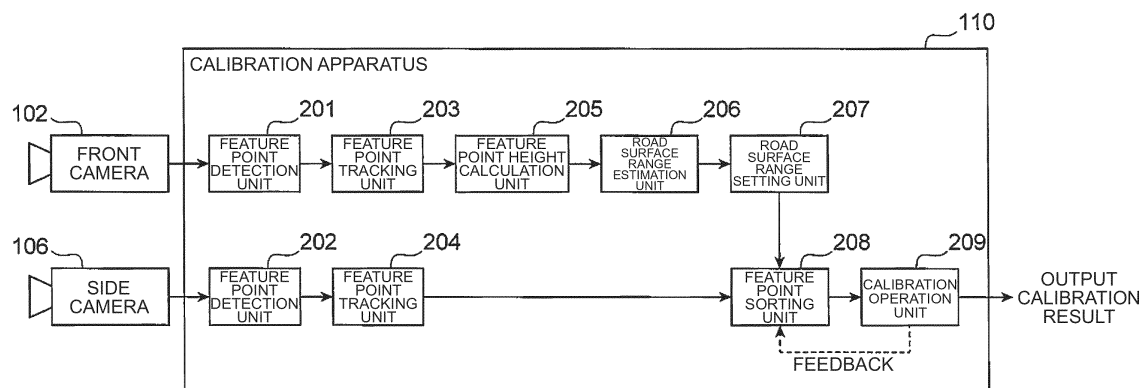 110
CALIBRATION APPARATUS
102
201
203
205
206
207
FRONT
CAMERA
FEATURE
POINT
DETECTION
UNIT
FEATURE
POINT
TRACKING
UNIT
FEATURE
POINT HEIGHT
CALCULATION
UNIT
ROAD
SURFACE
RANGE
ESTIMATION
UNIT
ROAD
SURFACE
RANGE
SETTING UNIT
106
202
204
208
209
SIDE
CAMERA
FEATURE
POINT
DETECTION
UNIT
FEATURE
POINT
TRACKING
UNIT
FEATURE
POINT
SORTING
UNIT
CALIBRATION
OPERATION
UNIT
OUTPUT
CALIBRATION
RESULT
FEEDBACK